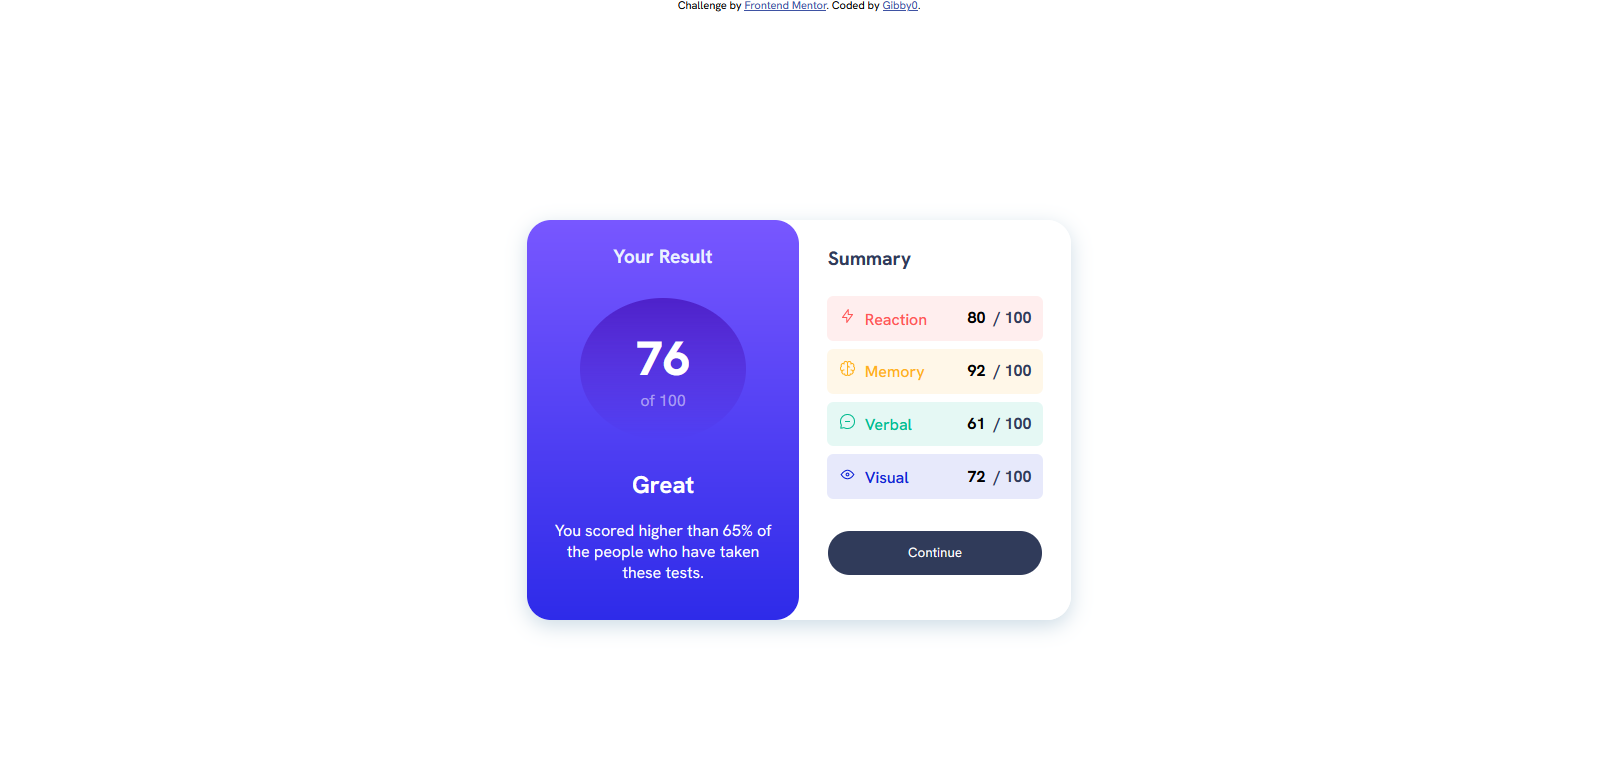 Challenge by Frontend Mentor. Coded by Gibby0.
Your Result
76
of 100
Great
You scored higher than 65% of
the people who have taken
these tests.
Summary
Reaction 80 / 100
Memory 92 / 100
Verbal 61 / 100
Visual 72 / 100
Continue